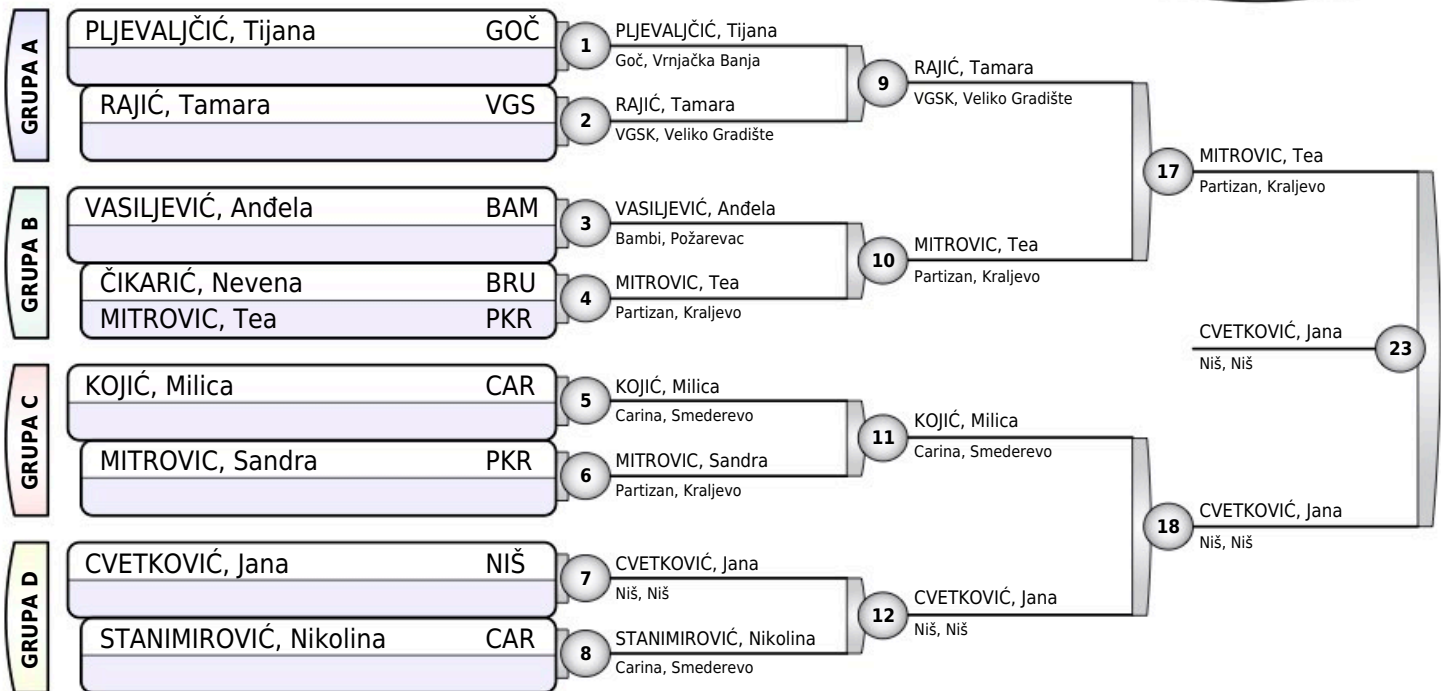 GRUPA A
PLJEVALJČIĆ, Tijana GOČ
RAJIĆ, Tamara VGS
GRUPA B
VASILJEVIĆ, Anđela BAM
ČIKARIĆ, Nevena BRU
MITROVIC, Tea PKR
GRUPA C
KOJIĆ, Milica CAR
MITROVIC, Sandra PKR
GRUPA D
CVETKOVIĆ, Jana NIŠ
STANIMIROVIĆ, Nikolina CAR
1 PLJEVALJČIĆ, Tijana
Goč, Vrnjačka Banja
2 RAJIĆ, Tamara
VGSK, Veliko Gradište
3 VASILJEVIĆ, Anđela
Bambi, Požarevac
4 MITROVIC, Tea
Partizan, Kraljevo
5 KOJIĆ, Milica
Carina, Smederevo
6 MITROVIC, Sandra
Partizan, Kraljevo
7 CVETKOVIĆ, Jana
Niš, Niš
8 STANIMIROVIĆ, Nikolina
Carina, Smederevo
9 RAJIĆ, Tamara
VGSK, Veliko Gradište
10 MITROVIC, Tea
Partizan, Kraljevo
11 KOJIĆ, Milica
Carina, Smederevo
12 CVETKOVIĆ, Jana
Niš, Niš
17 MITROVIC, Tea
Partizan, Kraljevo
18 CVETKOVIĆ, Jana
Niš, Niš
CVETKOVIĆ, Jana 23
Niš, Niš